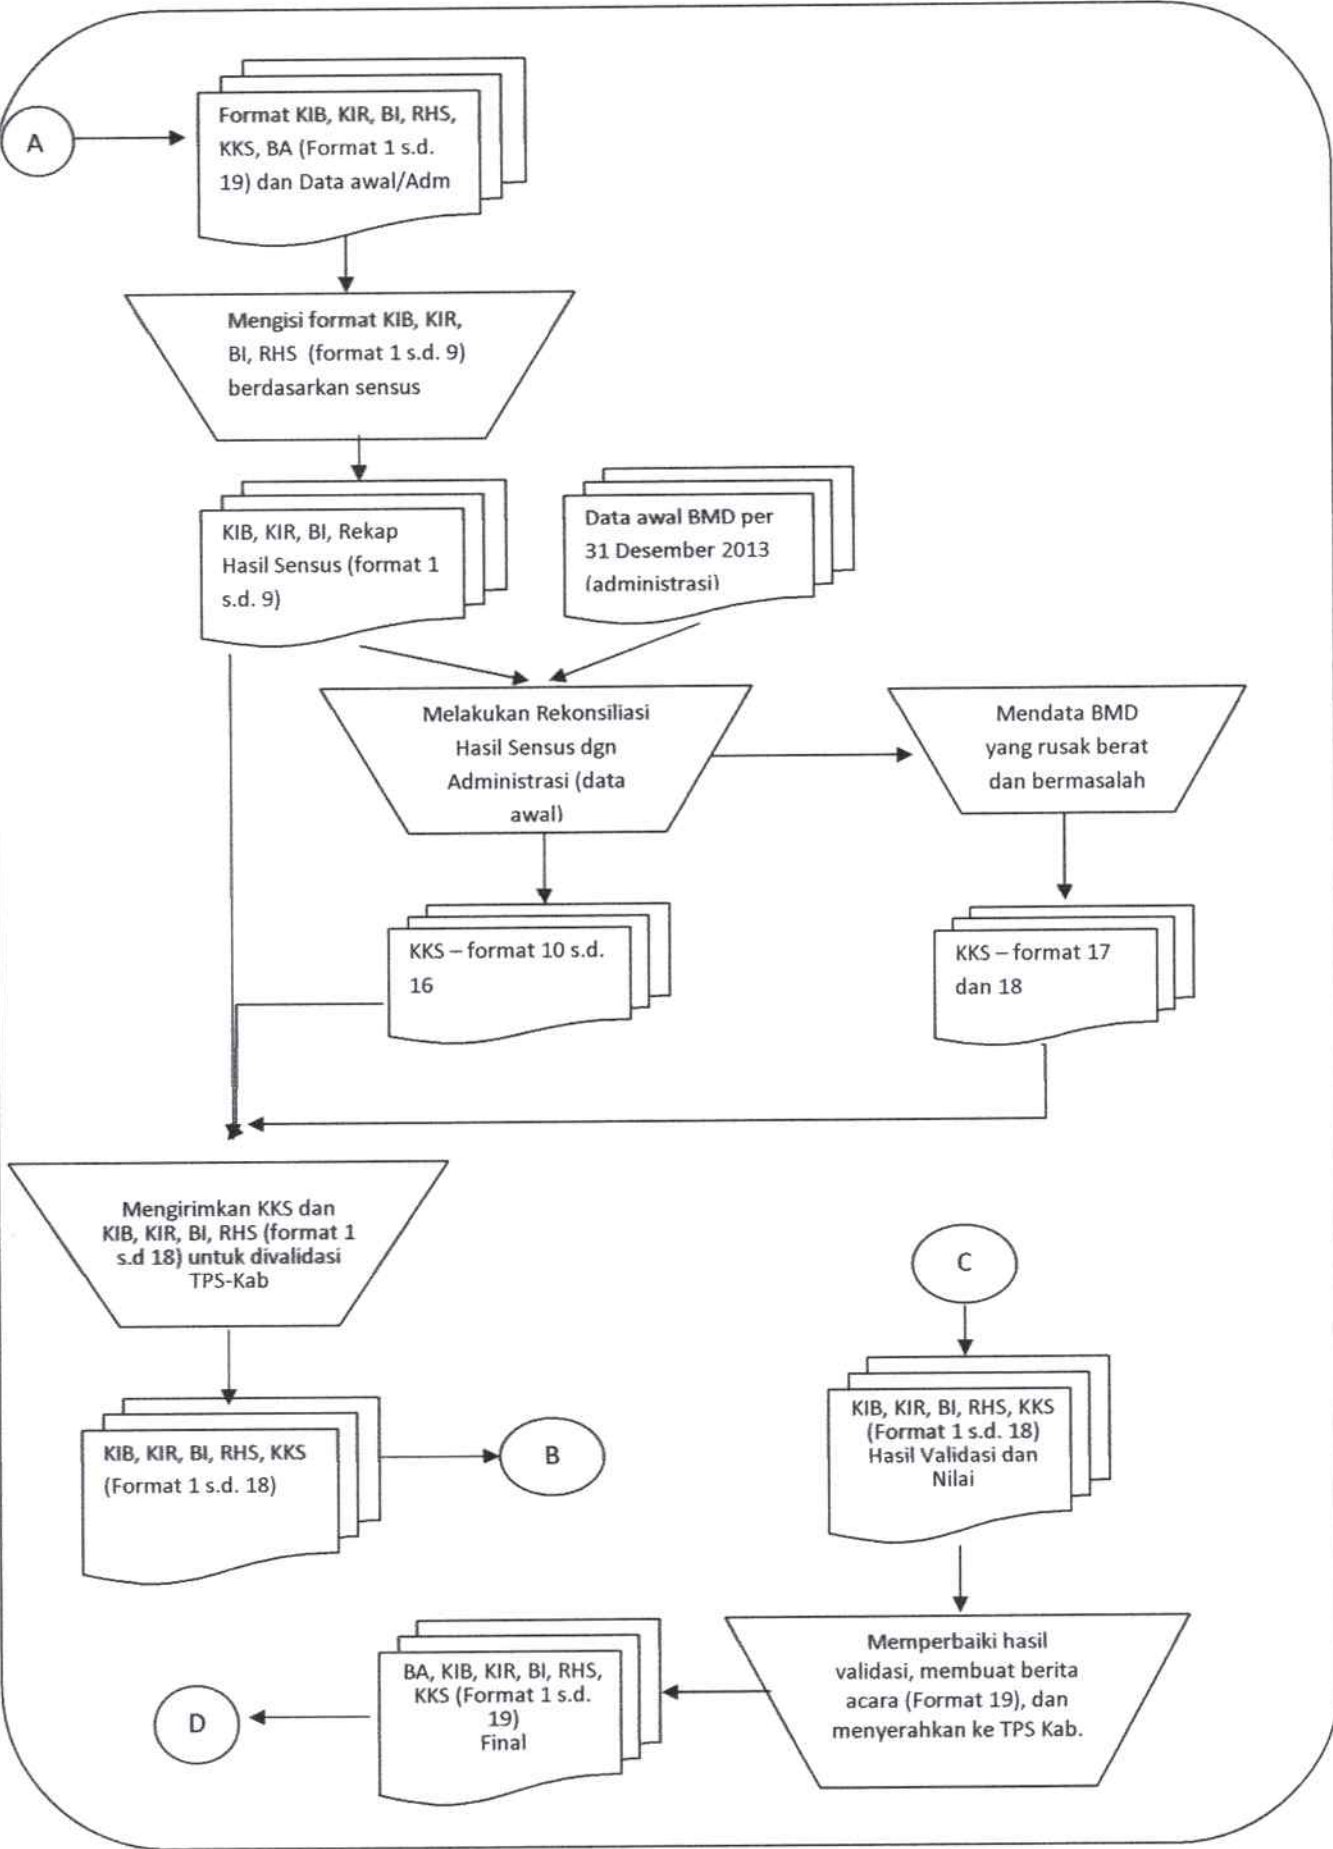 A
Format KIB, KIR, BI, RHS,
KKS, BA (Format 1 s.d.
19) dan Data awal/Adm
Mengisi format KIB, KIR,
BI, RHS (format 1 s.d. 9)
berdasarkan sensus
KIB, KIR, BI, Rekap
Hasil Sensus (format 1
s.d. 9)
Data awal BMD per
31 Desember 2013
(administrasi)
Melakukan Rekonsiliasi
Hasil Sensus dgn
Administrasi (data
awal)
Mendata BMD
yang rusak berat
dan bermasalah
KKS – format 10 s.d.
16
KKS – format 17
dan 18
Mengirimkan KKS dan
KIB, KIR, BI, RHS (format 1
s.d 18) untuk divalidasi
TPS-Kab
KIB, KIR, BI, RHS, KKS
(Format 1 s.d. 18)
B
C
KIB, KIR, BI, RHS, KKS
(Format 1 s.d. 18)
Hasil Validasi dan
Nilai
Memperbaiki hasil
validasi, membuat berita
acara (Format 19), dan
menyerahkan ke TPS Kab.
BA, KIB, KIR, BI, RHS,
KKS (Format 1 s.d.
19)
Final
D